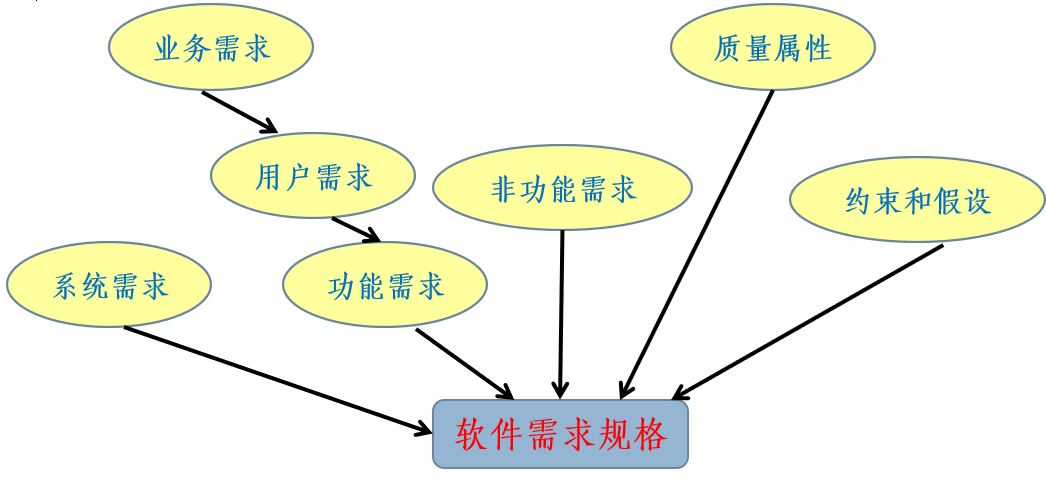 业务需求
质量属性
用户需求
非功能需求
约束和假设
系统需求
功能需求
软件需求规格